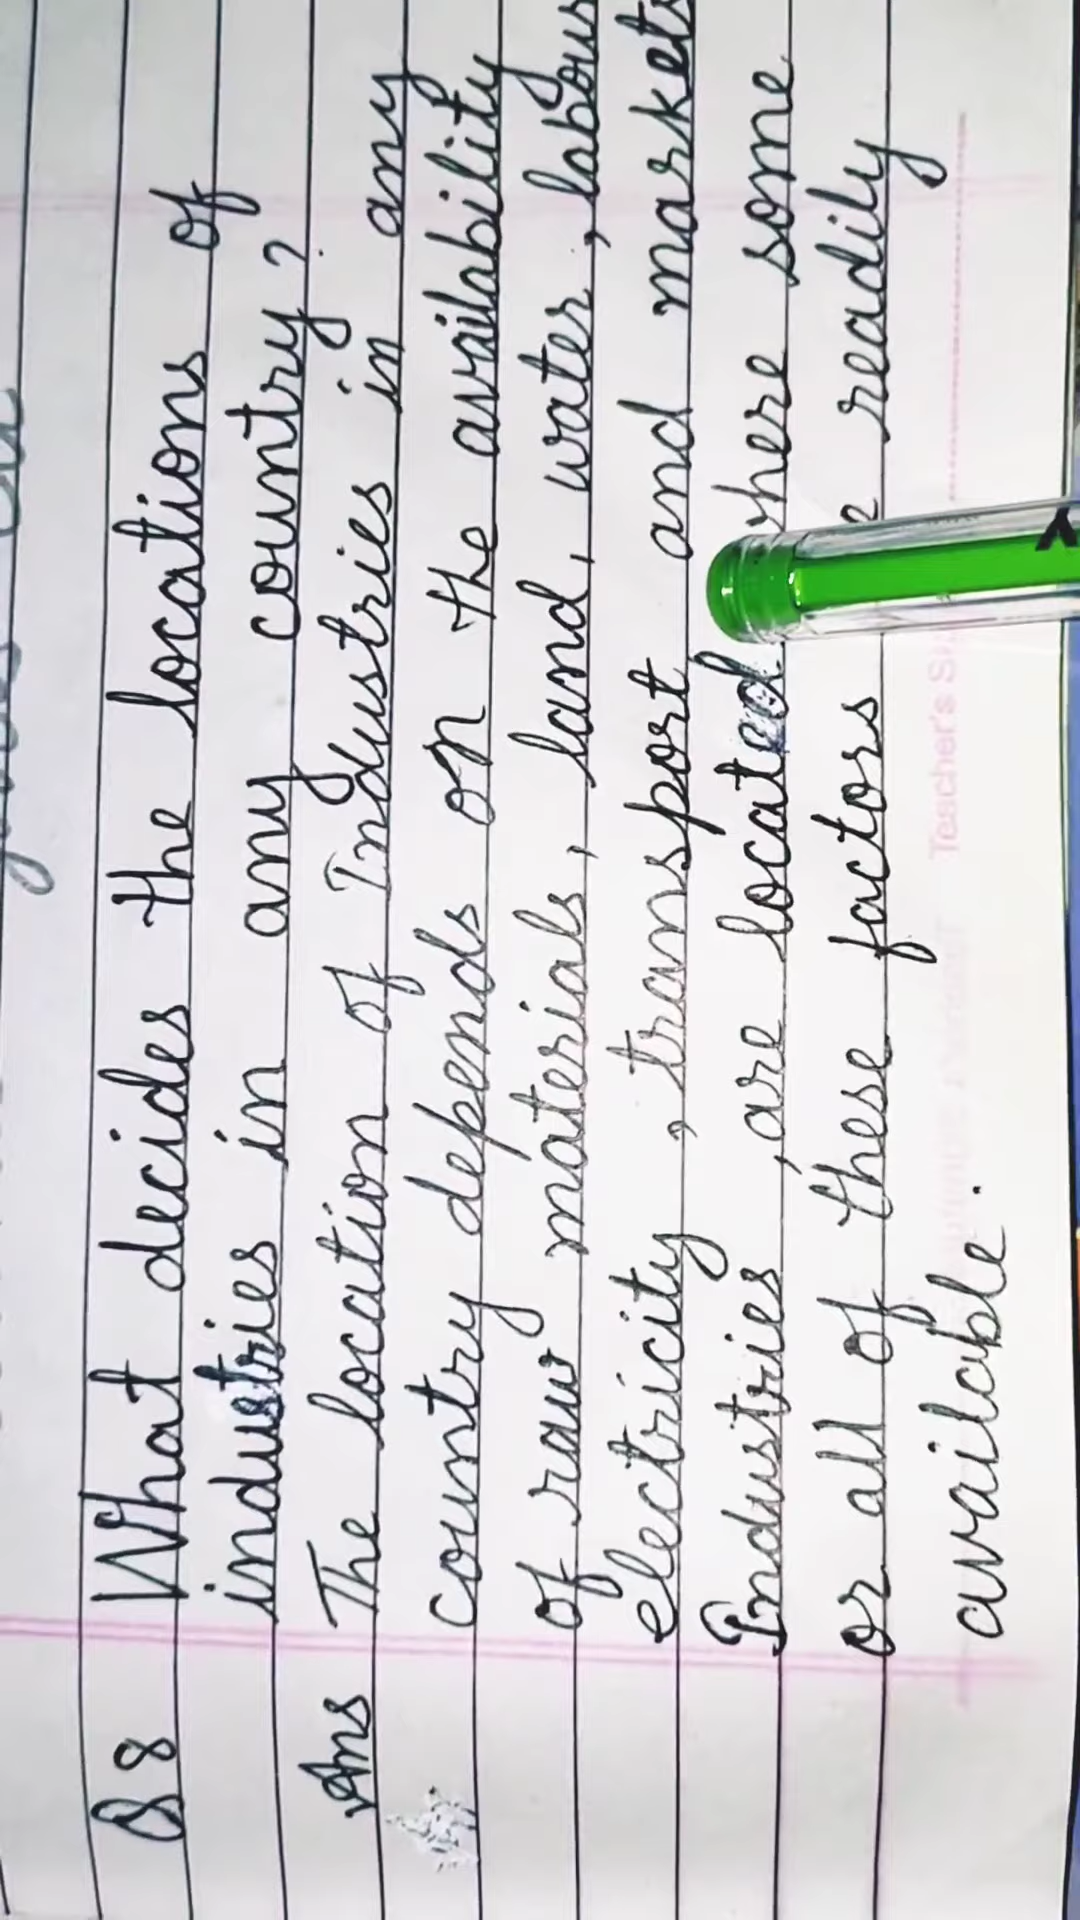 Q8 What decides the locations of
industries in any country?
Ans The location of Industries in any
country depends on the availability
of raw materials, land, water, labour
electricity, transport and markets
Industries, are located where some
or all of these factors readily
available.
Teacher's